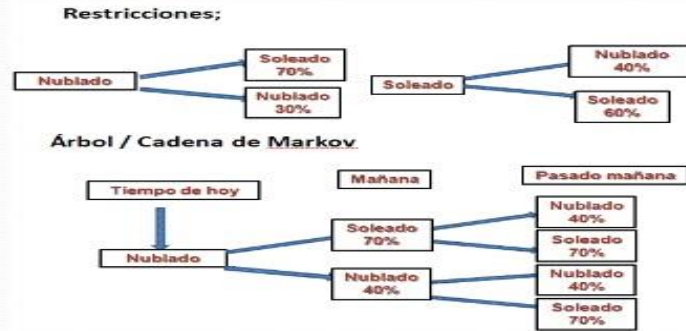 Restricciones;
Nublado
Soleado
70%
Nublado
30%
Soleado
Nublado
40%
Soleado
60%
Árbol / Cadena de Markov
Tiempo de hoy
Mañana
Pasado mañana
Nublado
Soleado
70%
Nublado
40%
Nublado
40%
Soleado
70%
Nublado
40%
Soleado
70%